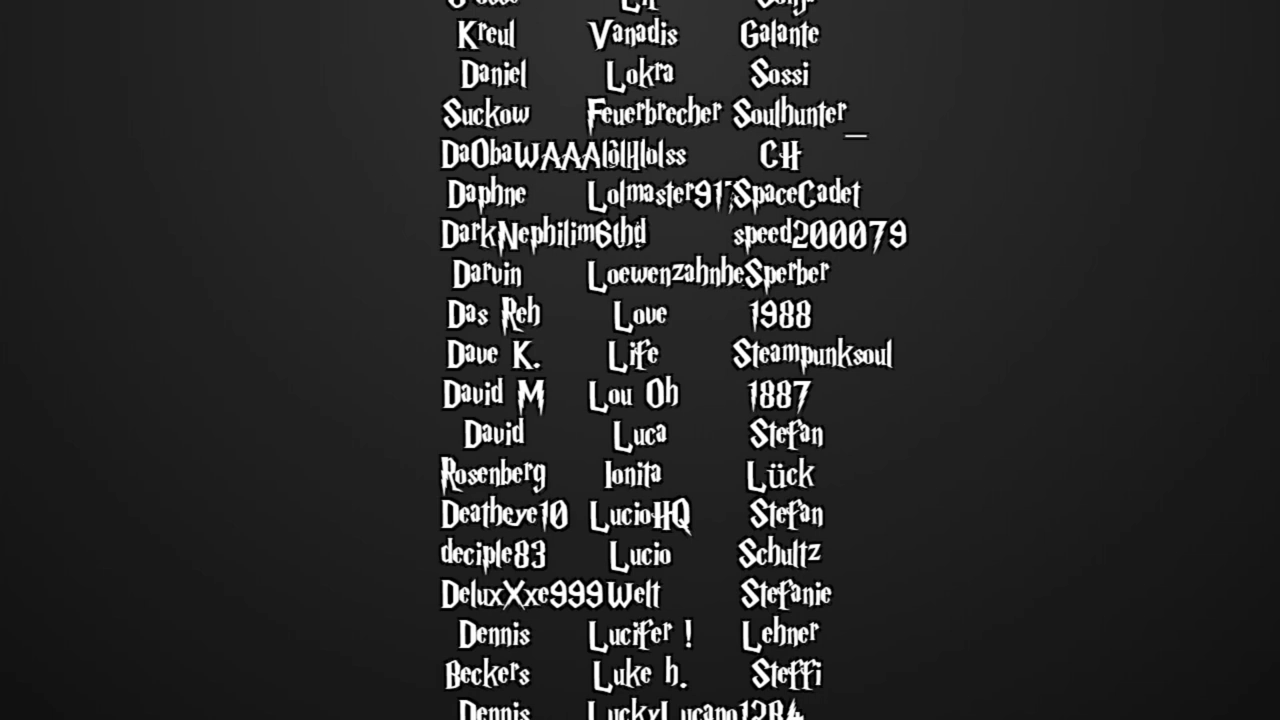 Kreul Vanadis Galante
Daniel Lokra Sossi
Suckow Feuerbrecher Soulhunter_
CH
Daphne SpaceCadet
speed200079
Darvin Sperber
Das Reh Love 1988
Dave K. Life Steampunksoul
David M Lou Oh 1887
David Luca Stefan
Rosenberg Ionita Lück
Deatheye10 LucioHQ Stefan
deciple83 Lucio Schultz
DeluxXxe999 Welt Stefanie
Dennis Lucifer ! Lehner
Beckers Luke h. Steffi
Dennis